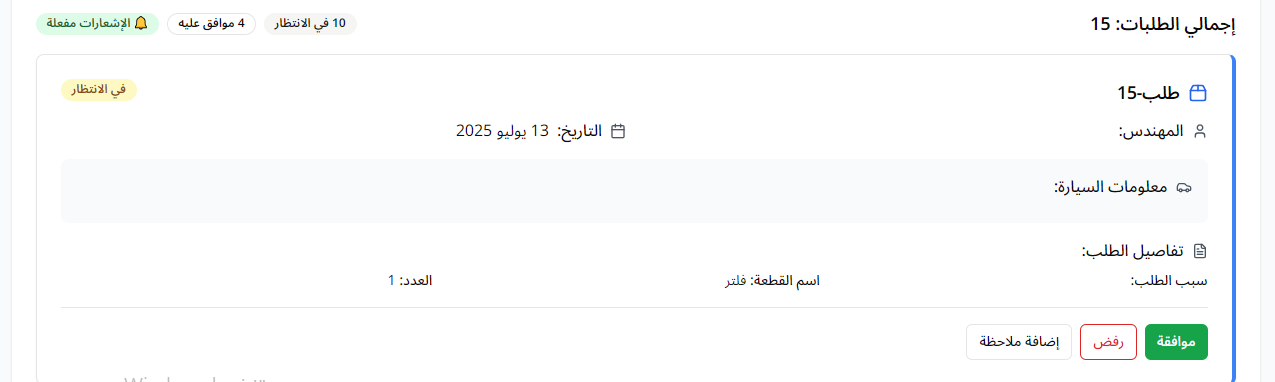 إجمالي الطلبات: 15 10 في الانتظار 4 موافق عليه 🔔 الإشعارات مفعلة
طلب-15 في الانتظار
المهندس: التاريخ: 13 يوليو 2025
معلومات السيارة:
تفاصيل الطلب:
سبب الطلب: اسم القطعة: فلتر العدد: 1
موافقة رفض إضافة ملاحظة